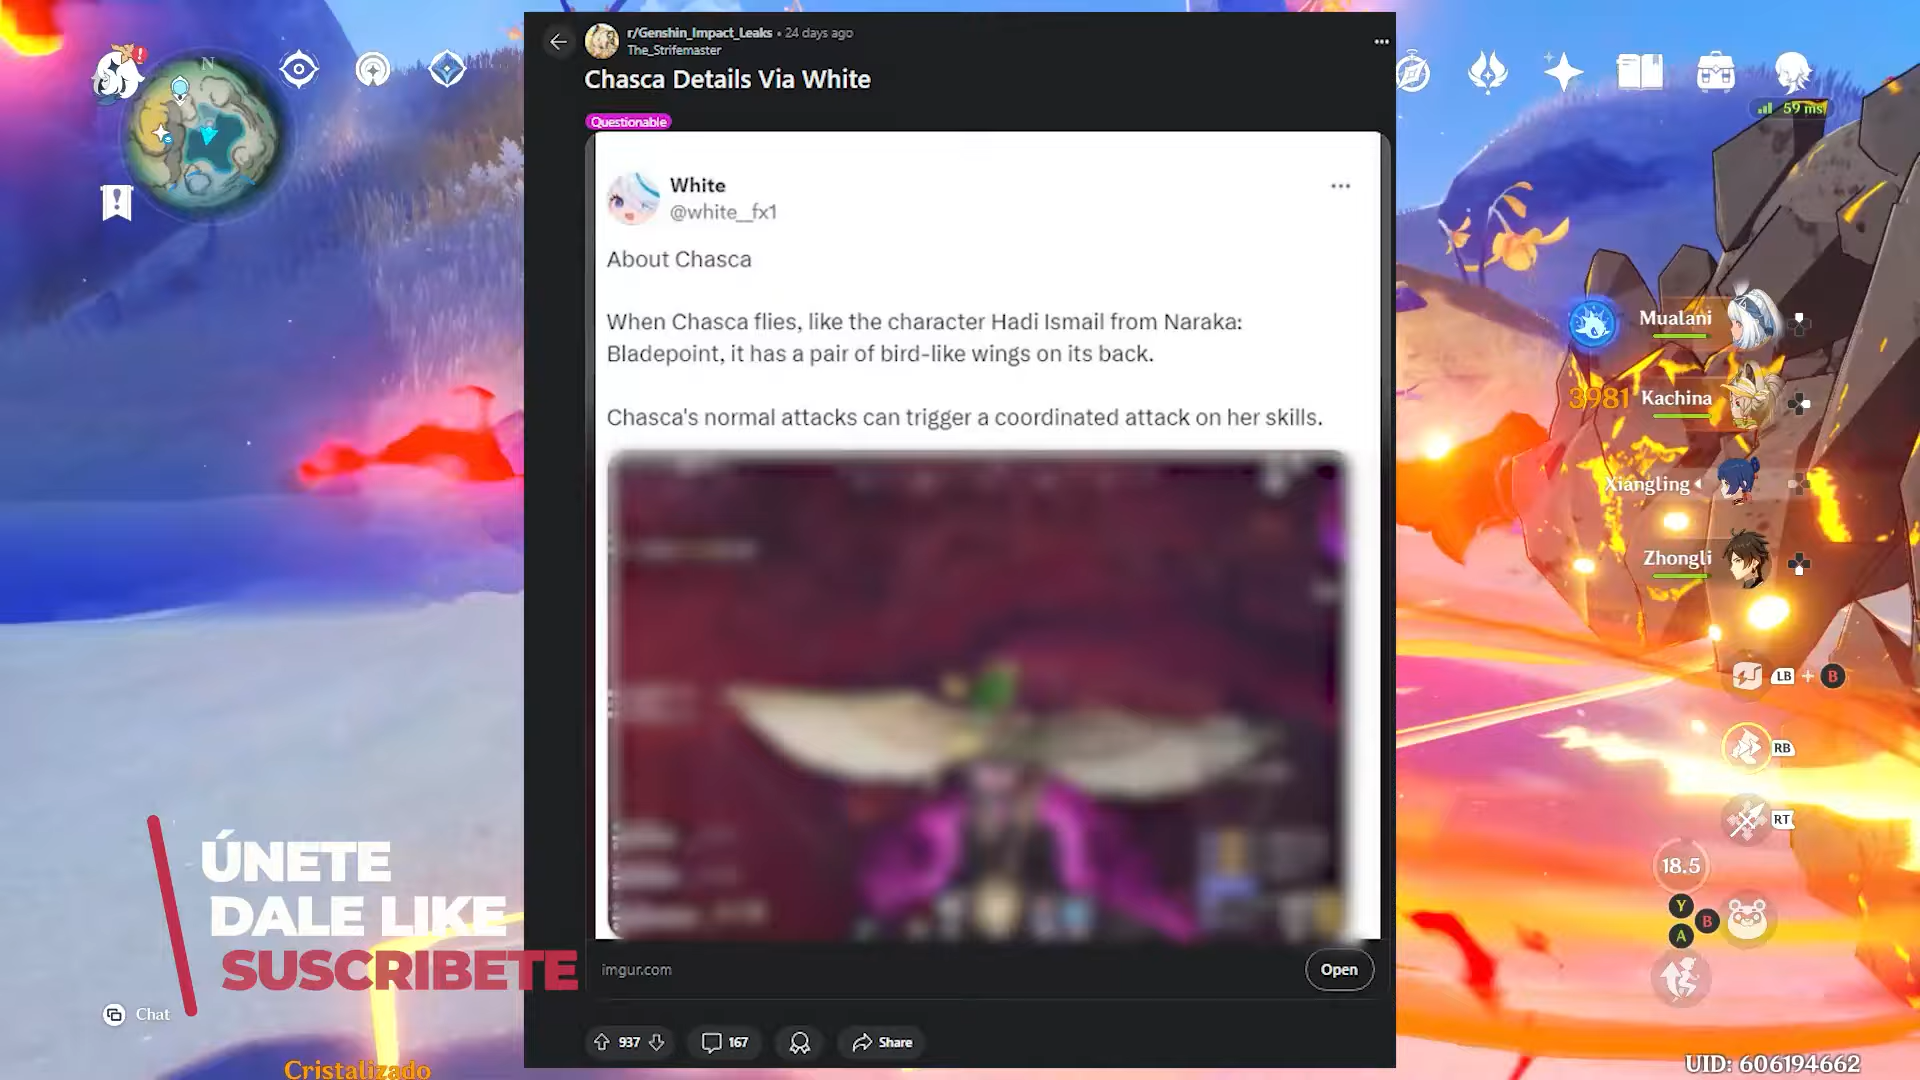 r/Genshin_Impact_Leaks • 24 days ago
The_Strifemaster
Chasca Details Via White
Questionable
White
@white__fx1
About Chasca
When Chasca flies, like the character Hadi Ismail from Naraka:
Bladepoint, it has a pair of bird-like wings on its back.
Chasca's normal attacks can trigger a coordinated attack on her skills.
imgur.com
Open
937
167
Share
N
59 ms
Mualani
3981
Kachina
Xiangling
Zhongli
LB + B
RB
RT
18.5
Y
B
A
ÚNETE
DALE LIKE
SUSCRIBETE
Chat
Cristalizado
UID: 606194662